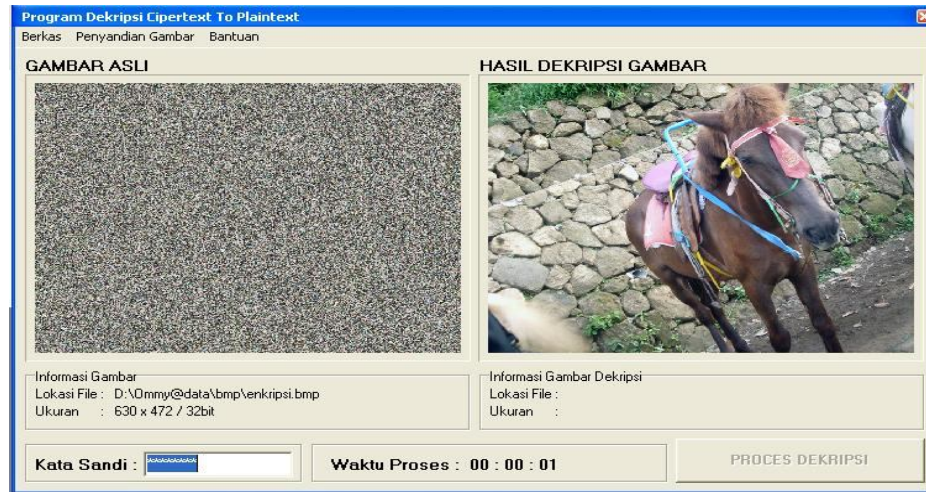 Program Dekripsi Cipertext To Plaintext
Berkas Penyandian Gambar Bantuan
GAMBAR ASLI
HASIL DEKRIPSI GAMBAR
Informasi Gambar
Lokasi File : D:\Ommy@data\bmp\enkripsi.bmp
Ukuran : 630 x 472 / 32bit
Informasi Gambar Dekripsi
Lokasi File :
Ukuran :
Kata Sandi : ********
Waktu Proses : 00 : 00 : 01
PROCES DEKRIPSI